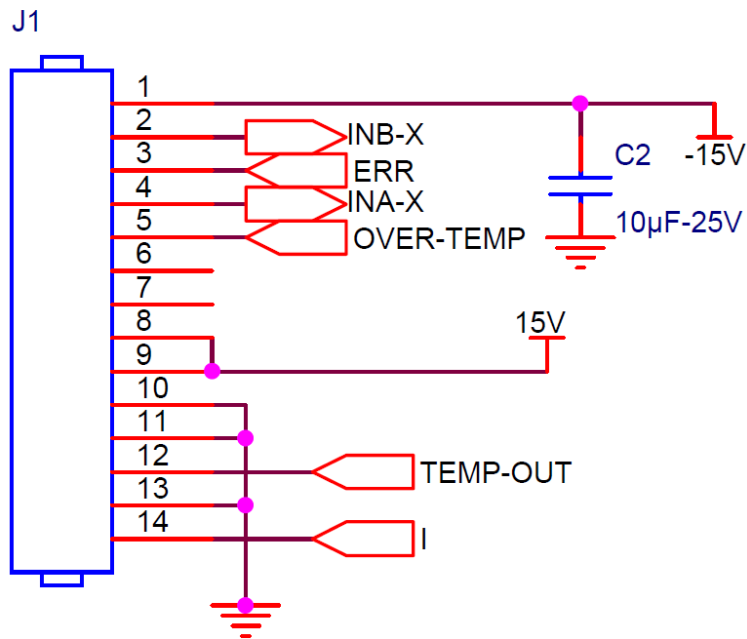 J1
1
2
INB-X
3
ERR
4
INA-X
5
OVER-TEMP
6
7
8
9
10
11
12
TEMP-OUT
13
14
I
C2
10µF-25V
-15V
15V